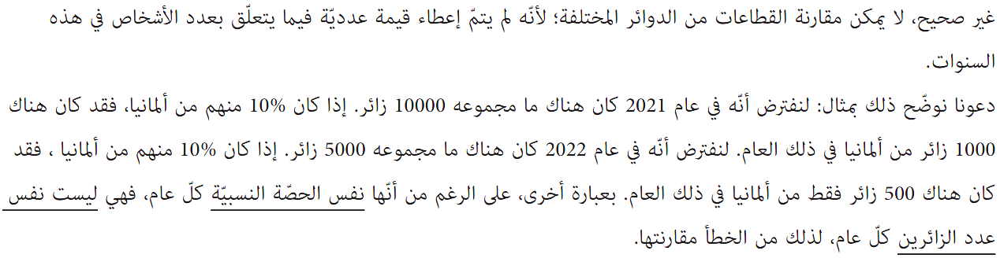 غير صحيح، لا يمكن مقارنة القطاعات من الدوائر المختلفة؛ لأنّه لم يتمّ إعطاء قيمة عدديّة فيما يتعلّق بعدد الأشخاص في هذه
السنوات.
دعونا نوضّح ذلك بمثال: لنفترض أنّه في عام 2021 كان هناك ما مجموعه 10000 زائر. إذا كان 10% منهم من ألمانيا، فقد كان هناك
1000 زائر من ألمانيا في ذلك العام. لنفترض أنّه في عام 2022 كان هناك ما مجموعه 5000 زائر. إذا كان 10% منهم من ألمانيا ، فقد
كان هناك 500 زائر فقط من ألمانيا في ذلك العام. بعبارة أخرى، على الرغم من أنّها نفس الحصّة النسبيّة كلّ عام، فهي ليست نفس
عدد الزائرين كلّ عام، لذلك من الخطأ مقارنتها.